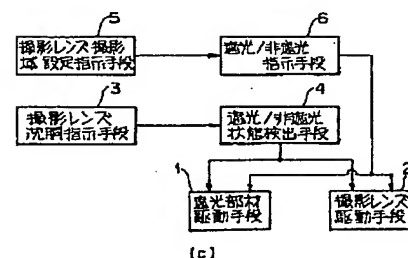 5
撮影レンズ撮影
域設定指示手段
6
遮光/非遮光
指示手段
3
撮影レンズ
沈胴指示手段
4
遮光/非遮光
状態検出手段
1
遮光部材
駆動手段
2
撮影レンズ
駆動手段
(c)